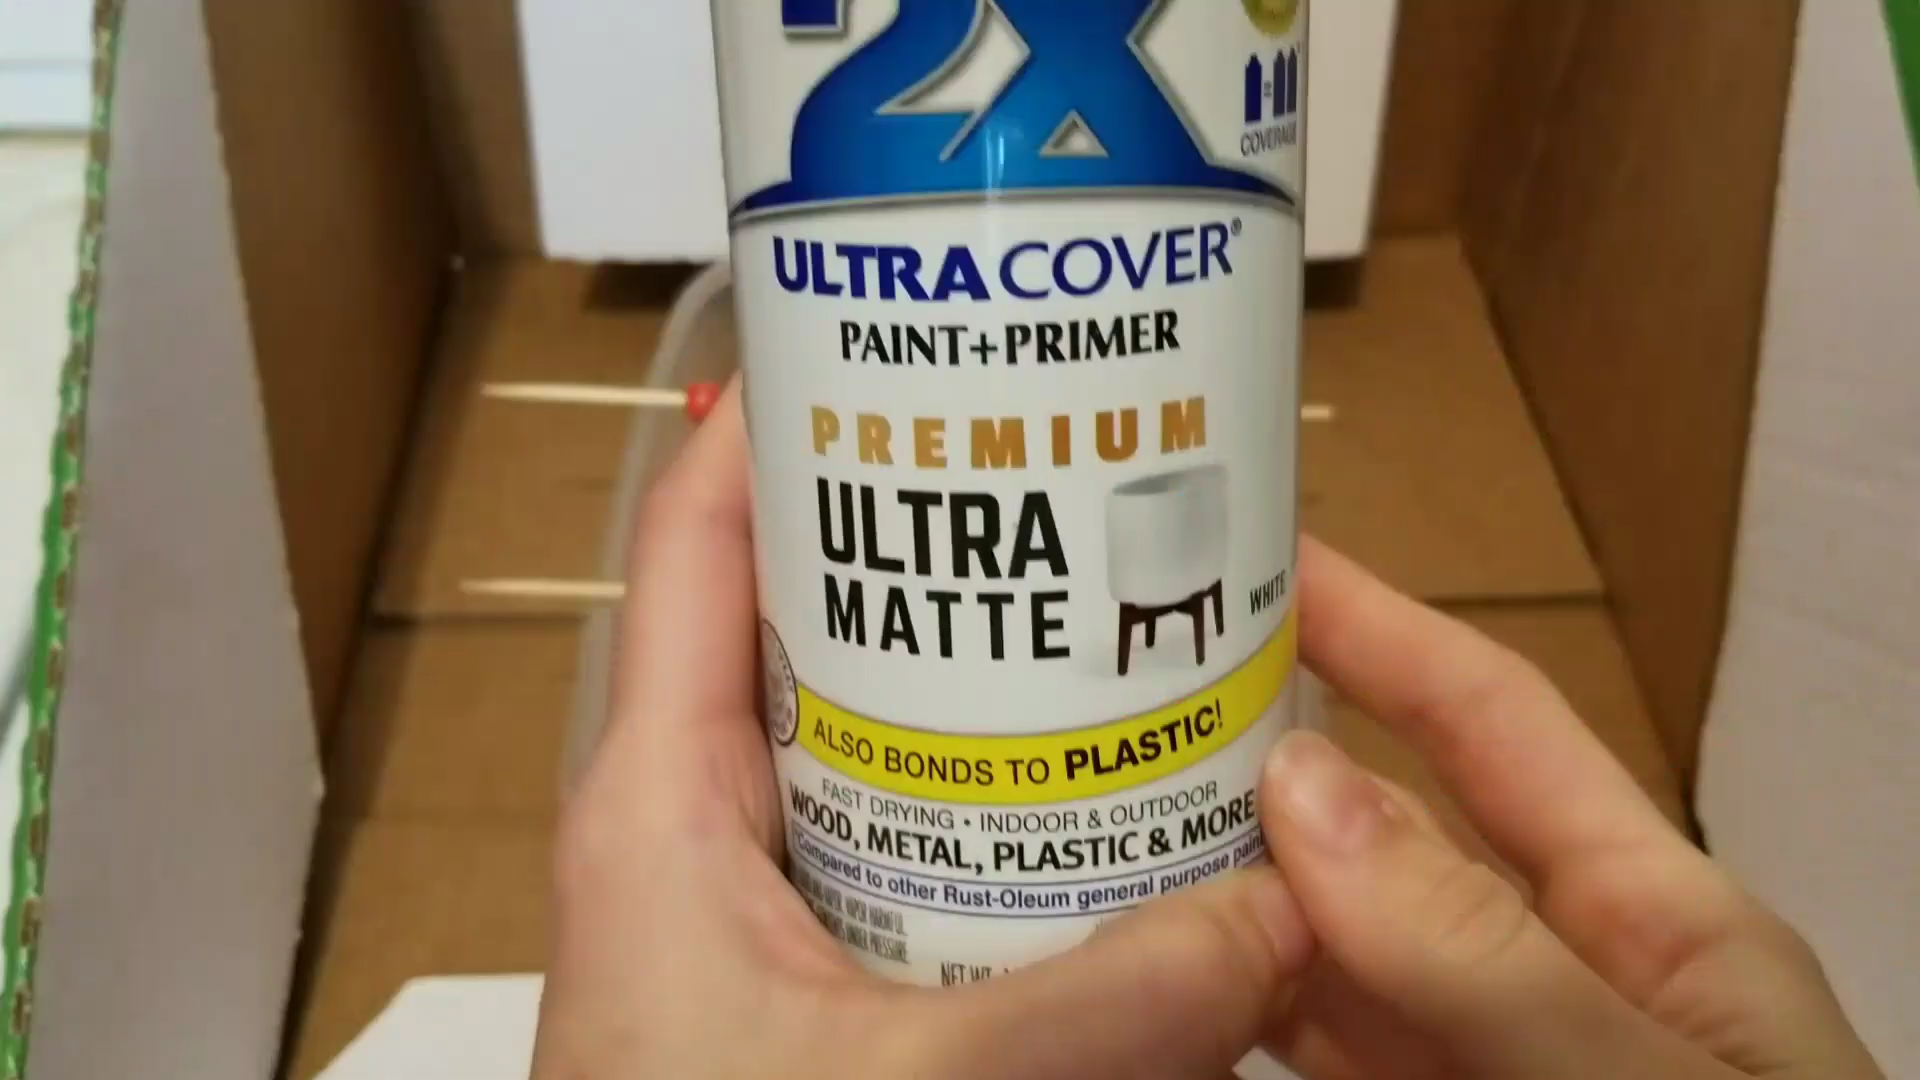 2X
COVERAGE
ULTRA COVER®
PAINT+PRIMER
PREMIUM
ULTRA
MATTE
WHITE
ALSO BONDS TO PLASTIC!
FAST DRYING • INDOOR & OUTDOOR
WOOD, METAL, PLASTIC & MORE
*Compared to other Rust-Oleum general purpose paint
NET WT